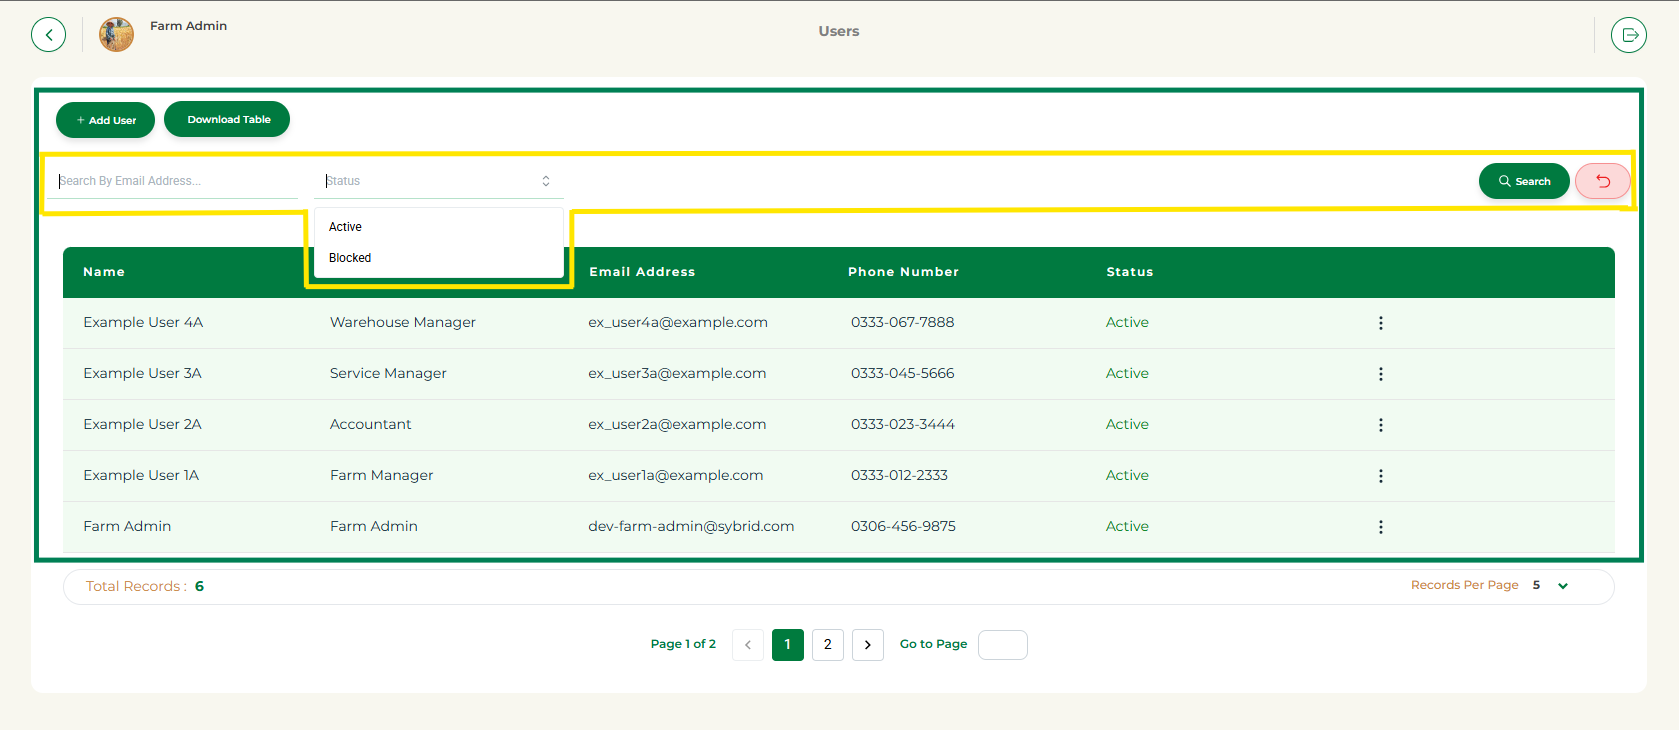 Farm Admin
Users
+ Add User
Download Table
Search By Email Address...
Status
Search
Active
Blocked
Name
Email Address
Phone Number
Status
Example User 4A Warehouse Manager ex_user4a@example.com 0333-067-7888 Active
Example User 3A Service Manager ex_user3a@example.com 0333-045-5666 Active
Example User 2A Accountant ex_user2a@example.com 0333-023-3444 Active
Example User 1A Farm Manager ex_user1a@example.com 0333-012-2333 Active
Farm Admin Farm Admin dev-farm-admin@sybrid.com 0306-456-9875 Active
Total Records : 6
Records Per Page 5
Page 1 of 2
1
2
Go to Page